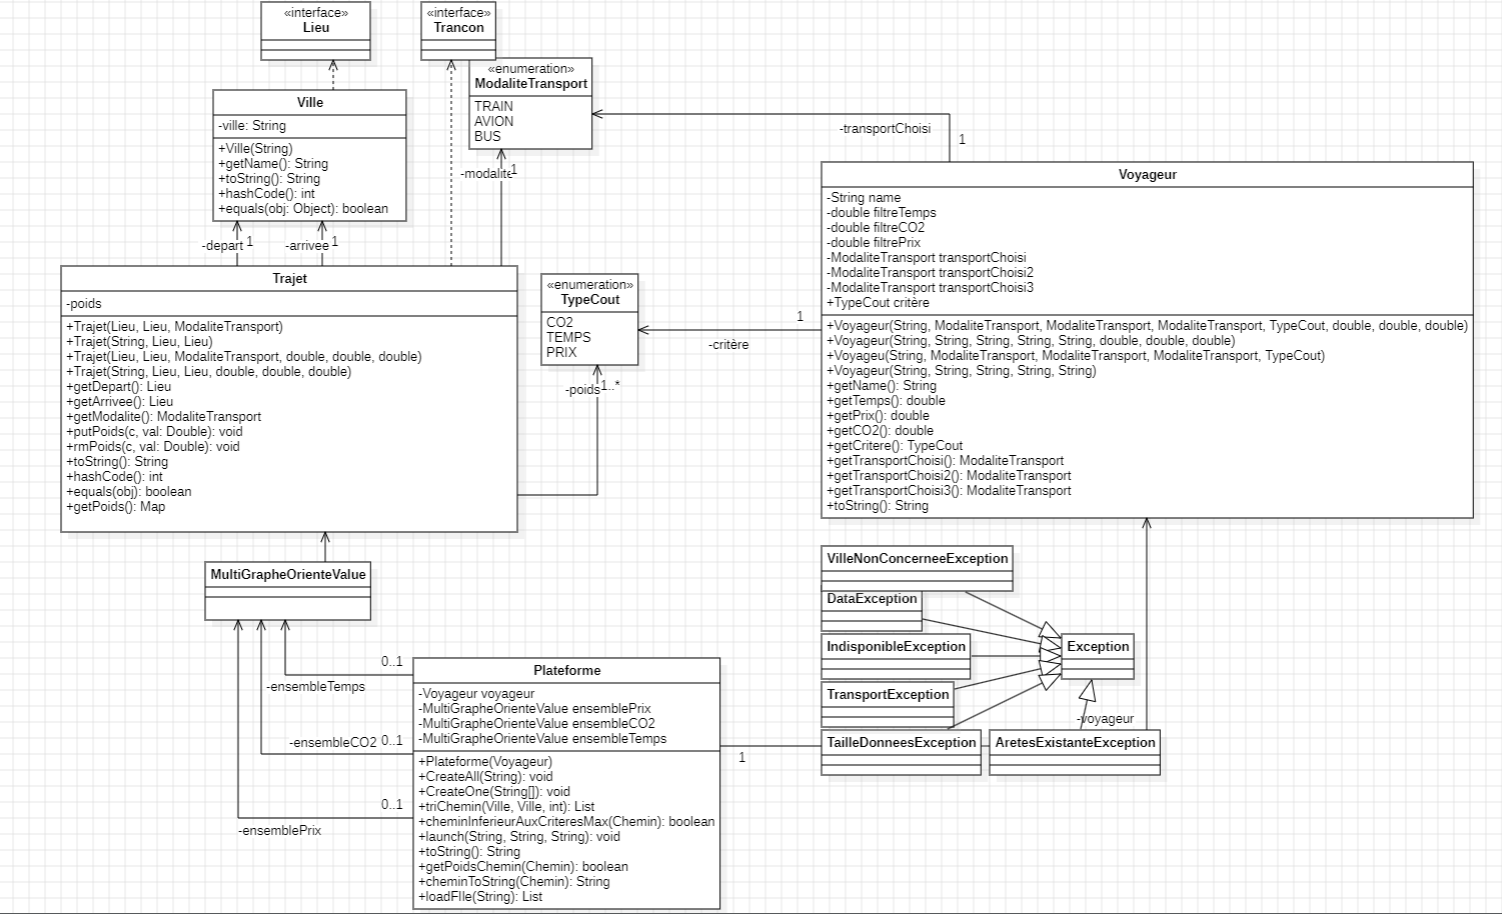 «interface»
Lieu
«interface»
Trancon
«enumeration»
ModaliteTransport
TRAIN
AVION
BUS
Ville
-ville: String
+Ville(String)
+getName(): String
+toString(): String
+hashCode(): int
+equals(obj: Object): boolean
-transportChoisi
1
-modalite
1
-depart
1
-arrivee
1
Voyageur
-String name
-double filtreTemps
-double filtreCO2
-double filtrePrix
-ModaliteTransport transportChoisi
-ModaliteTransport transportChoisi2
-ModaliteTransport transportChoisi3
+TypeCout critère
+Voyageur(String, ModaliteTransport, ModaliteTransport, ModaliteTransport, TypeCout, double, double, double)
+Voyageur(String, String, String, String, String, double, double, double)
+Voyageu(String, ModaliteTransport, ModaliteTransport, ModaliteTransport, TypeCout)
+Voyageur(String, String, String, String, String)
+getName(): String
+getTemps(): double
+getPrix(): double
+getCO2(): double
+getCritere(): TypeCout
+getTransportChoisi(): ModaliteTransport
+getTransportChoisi2(): ModaliteTransport
+getTransportChoisi3(): ModaliteTransport
+toString(): String
Trajet
-poids
+Trajet(Lieu, Lieu, ModaliteTransport)
+Trajet(String, Lieu, Lieu)
+Trajet(Lieu, Lieu, ModaliteTransport, double, double, double)
+Trajet(String, Lieu, Lieu, double, double, double)
+getDepart(): Lieu
+getArrivee(): Lieu
+getModalite(): ModaliteTransport
+putPoids(c, val: Double): void
+rmPoids(c, val: Double): void
+toString(): String
+hashCode(): int
+equals(obj): boolean
+getPoids(): Map
«enumeration»
TypeCout
CO2
TEMPS
PRIX
1
-critère
-poids
1..*
MultiGrapheOrienteValue
VilleNonConcerneeException
DataException
IndisponibleException
TransportException
TailleDonneesException
AretesExistanteException
Exception
-voyageur
1
0..1
-ensembleTemps
-ensembleCO2
0..1
0..1
-ensemblePrix
Plateforme
-Voyageur voyageur
-MultiGrapheOrienteValue ensemblePrix
-MultiGrapheOrienteValue ensembleCO2
-MultiGrapheOrienteValue ensembleTemps
+Plateforme(Voyageur)
+CreateAll(String): void
+CreateOne(String[]): void
+triChemin(Ville, Ville, int): List
+cheminInferieurAuxCriteresMax(Chemin): boolean
+launch(String, String, String): void
+toString(): String
+getPoidsChemin(Chemin): boolean
+cheminToString(Chemin): String
+loadFIle(String): List